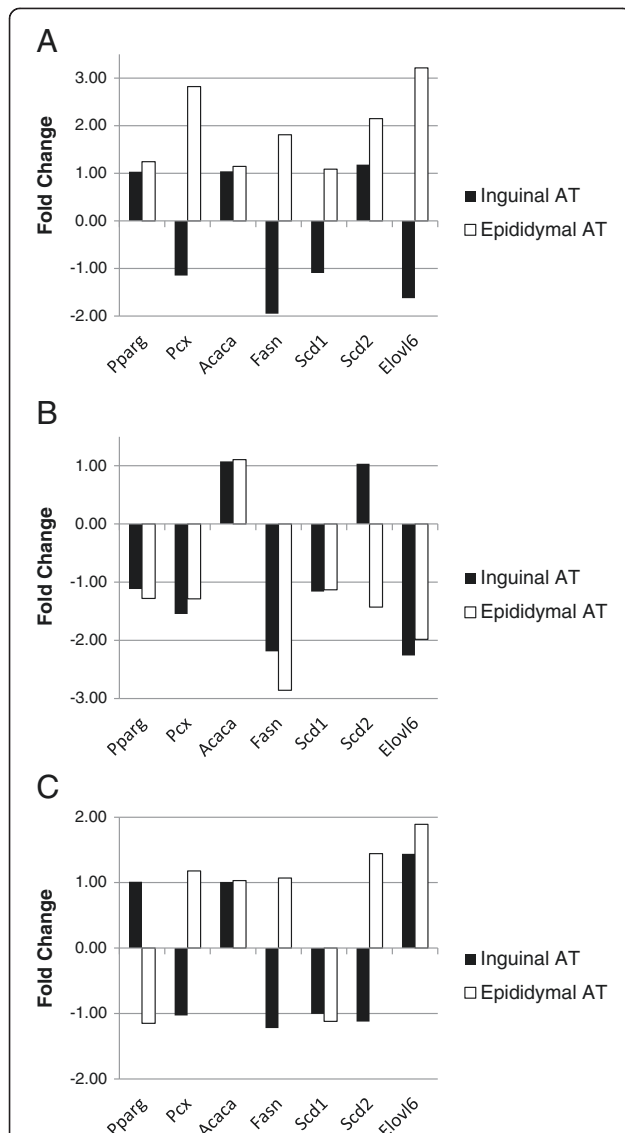 A
Fold Change
3.00
2.00
1.00
0.00
-1.00
-2.00
Pparg
Pcx
Acaca
Fasn
Scd1
Scd2
Elovl6
Inguinal AT
Epididymal AT
B
1.00
0.00
-1.00
-2.00
-3.00
Pparg
Pcx
Acaca
Fasn
Scd1
Scd2
Elovl6
Inguinal AT
Epididymal AT
C
Fold Change
2.00
1.00
0.00
-1.00
-2.00
Pparg
Pcx
Acaca
Fasn
Scd1
Scd2
Elovl6
Inguinal AT
Epididymal AT